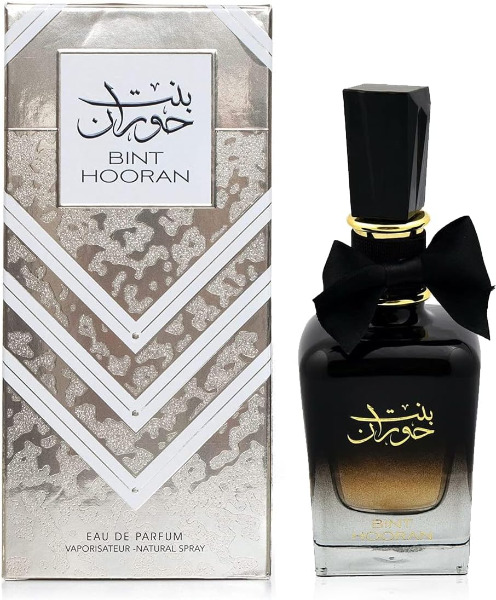 بنت
حوران
BINT
HOORAN
EAU DE PARFUM
VAPORISATEUR -NATURAL SPRAY
بنت
حوران
BINT
HOORAN